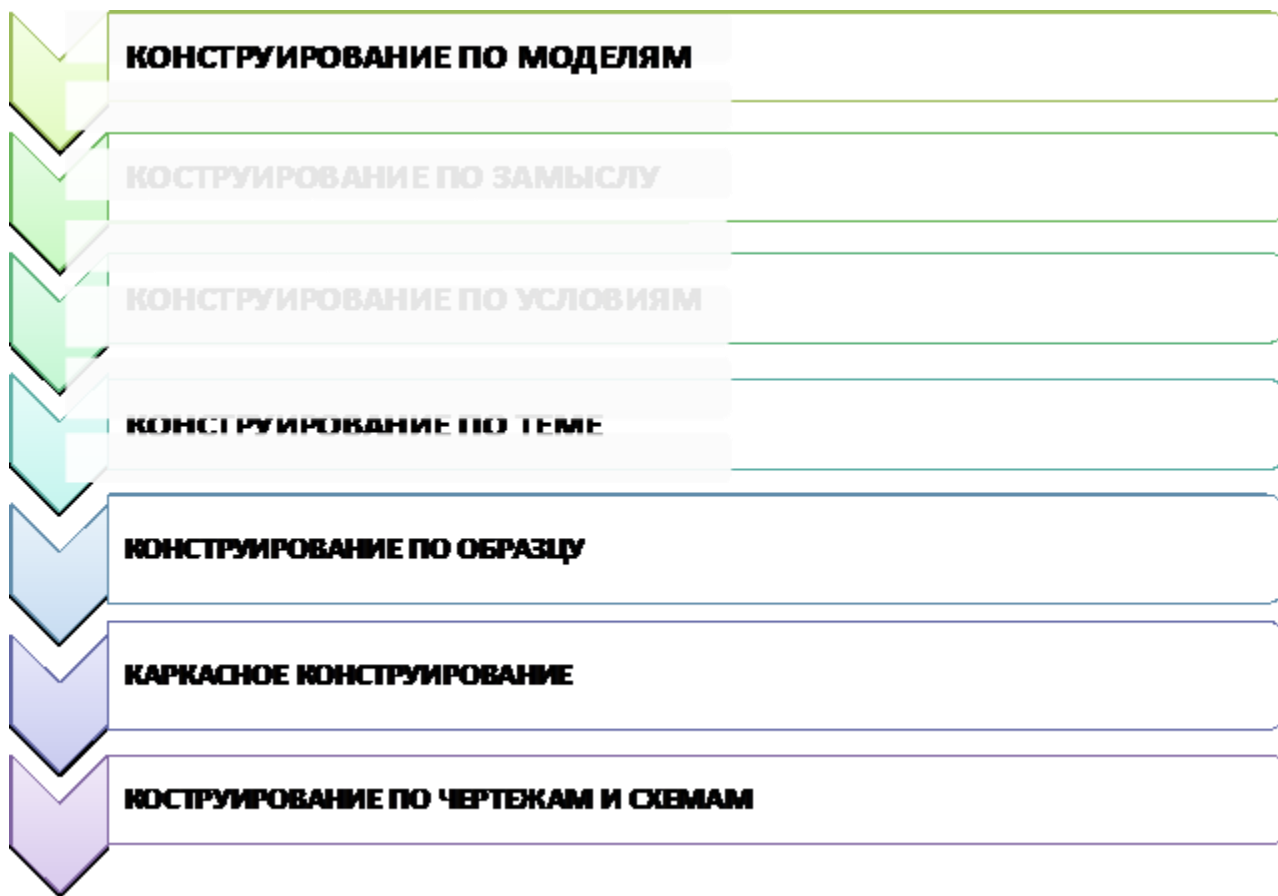 КОНСТРУИРОВАНИЕ ПО МОДЕЛЯМ
КОСТРУИРОВАНИЕ ПО ЗАМЫСЛУ
КОНСТРУИРОВАНИЕ ПО УСЛОВИЯМ
КОНСТРУИРОВАНИЕ ПО ТЕМЕ
КОНСТРУИРОВАНИЕ ПО ОБРАЗЦУ
КАРКАСНОЕ КОНСТРУИРОВАНИЕ
КОСТРУИРОВАНИЕ ПО ЧЕРТЕЖАМ И СХЕМАМ